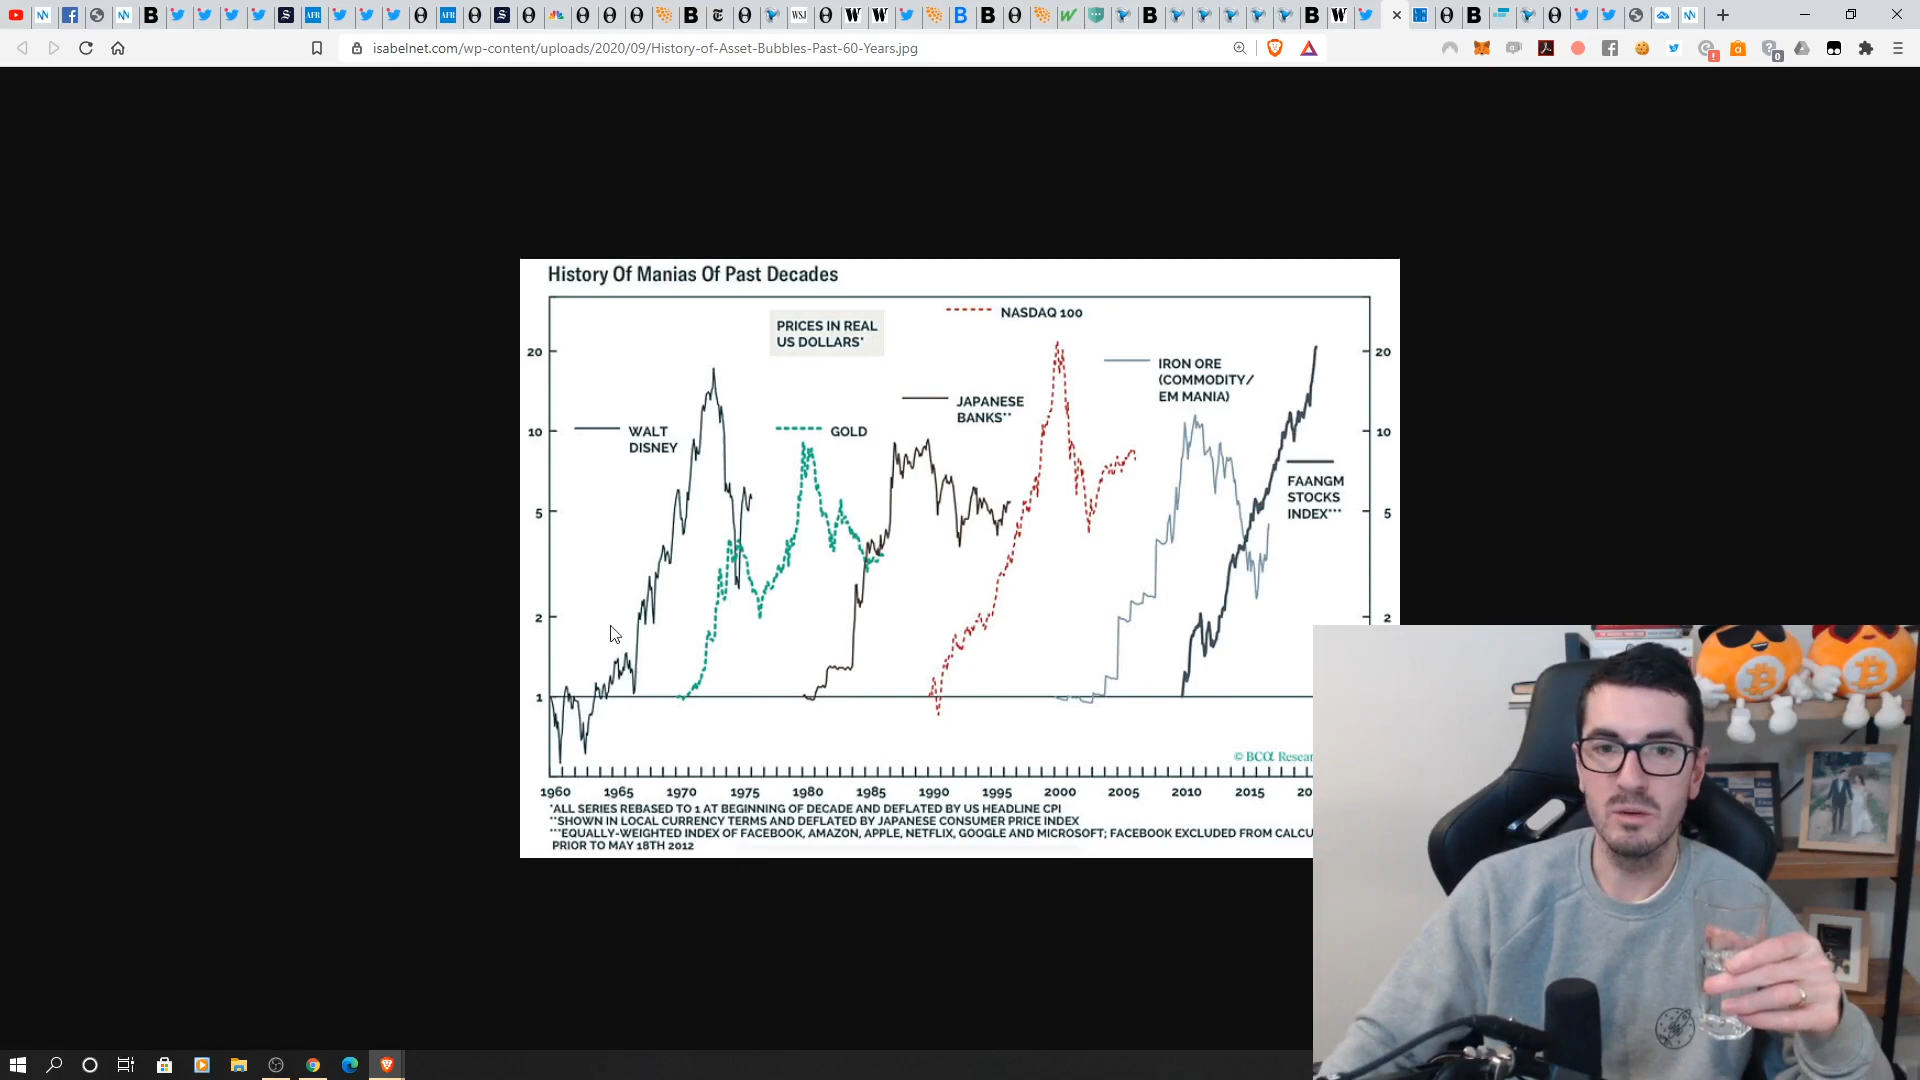 isabelnet.com/wp-content/uploads/2020/09/History-of-Asset-Bubbles-Past-60-Years.jpg
History Of Manias Of Past Decades
PRICES IN REAL
US DOLLARS*
NASDAQ 100
IRON ORE
(COMMODITY/
EM MANIA)
JAPANESE
BANKS**
WALT
DISNEY
GOLD
FAANGM
STOCKS
INDEX***
20
10
5
2
1
20
10
5
2
© BCα Resear
1960 1965 1970 1975 1980 1985 1990 1995 2000 2005 2010 2015 20
*ALL SERIES REBASED TO 1 AT BEGINNING OF DECADE AND DEFLATED BY US HEADLINE CPI
**SHOWN IN LOCAL CURRENCY TERMS AND DEFLATED BY JAPANESE CONSUMER PRICE INDEX
***EQUALLY-WEIGHTED INDEX OF FACEBOOK, AMAZON, APPLE, NETFLIX, GOOGLE AND MICROSOFT; FACEBOOK EXCLUDED FROM CALCU
PRIOR TO MAY 18TH 2012